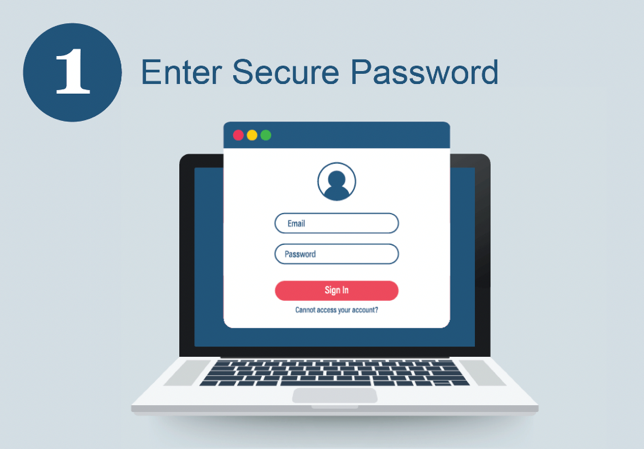 1
Enter Secure Password
Email
Password
Sign In
Cannot access your account?